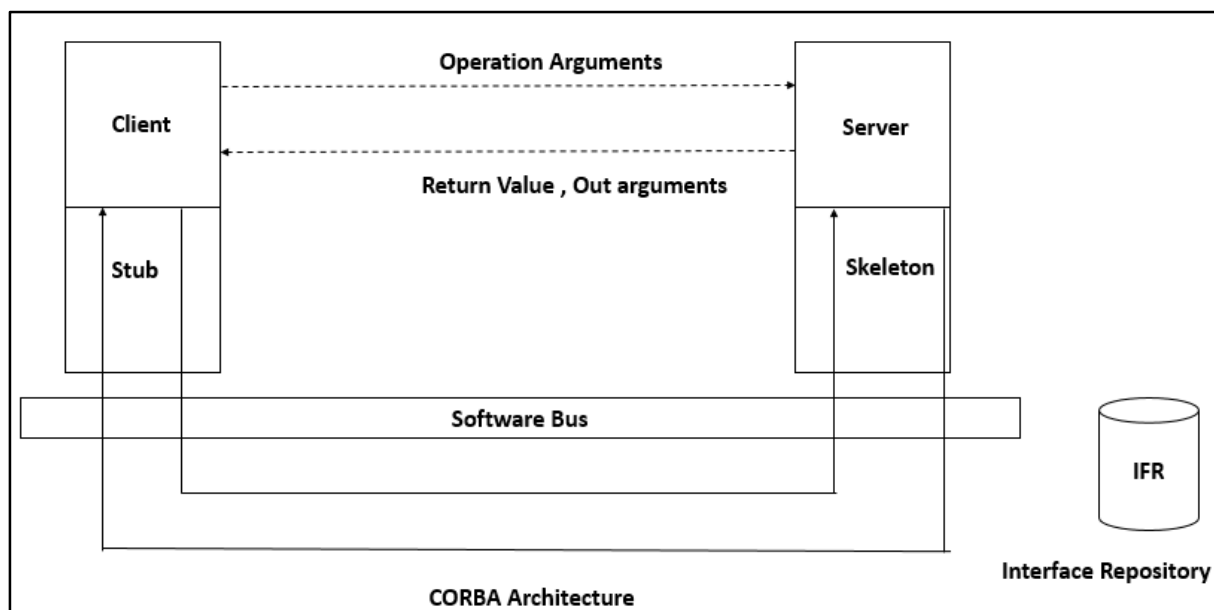 Operation Arguments
Client
Server
Return Value , Out arguments
Stub
Skeleton
Software Bus
IFR
Interface Repository
CORBA Architecture